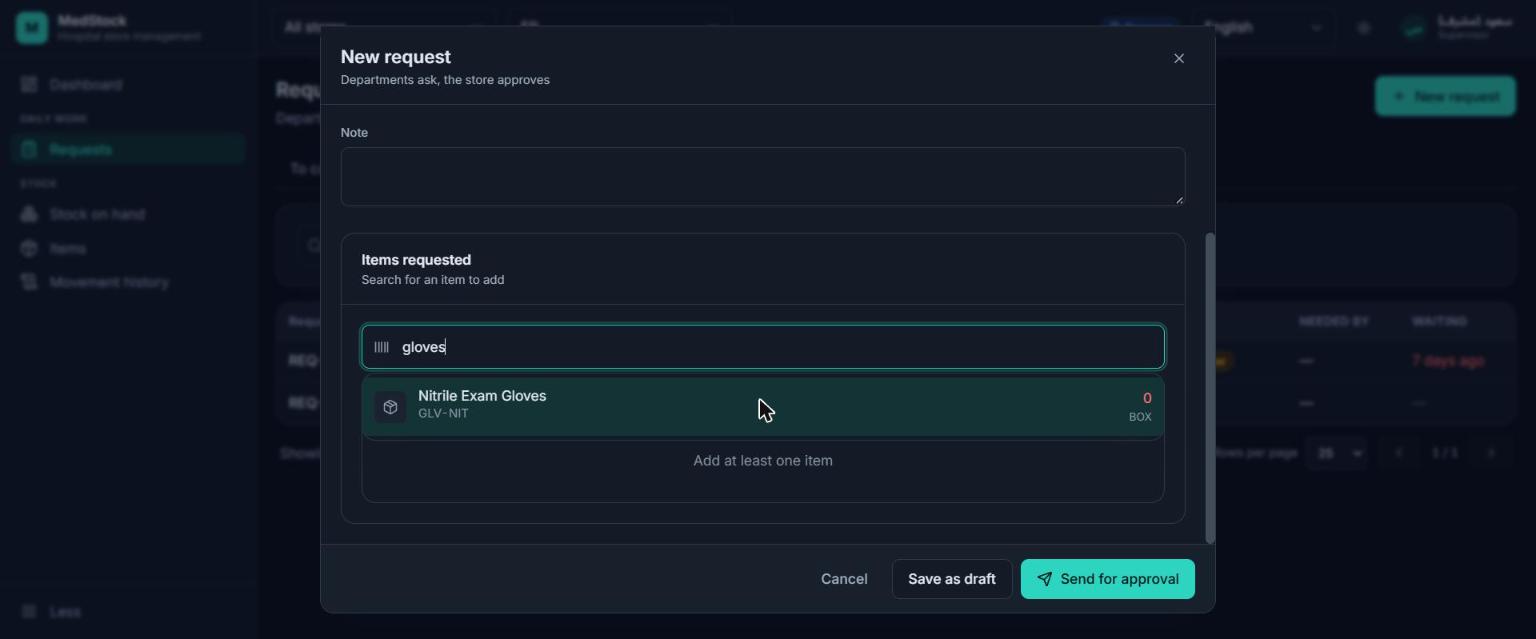 MedStock
Hospital store management
All
English
Supervisor
Dashboard
DAILY WORK
Requests
STOCK
Stock on hand
Items
Movement history
Less
New request
NEEDED BY
WAITING
7 days ago
Rows per page
25
1 / 1
New request
Departments ask, the store approves
Note
Items requested
Search for an item to add
gloves
Nitrile Exam Gloves
GLV-NIT
0
BOX
Add at least one item
Cancel
Save as draft
Send for approval